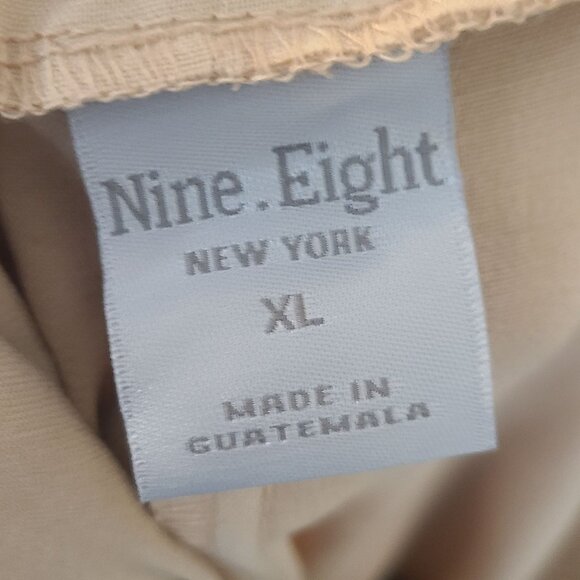 Nine.Eight
NEW YORK
XL
MADE IN
GUATEMALA